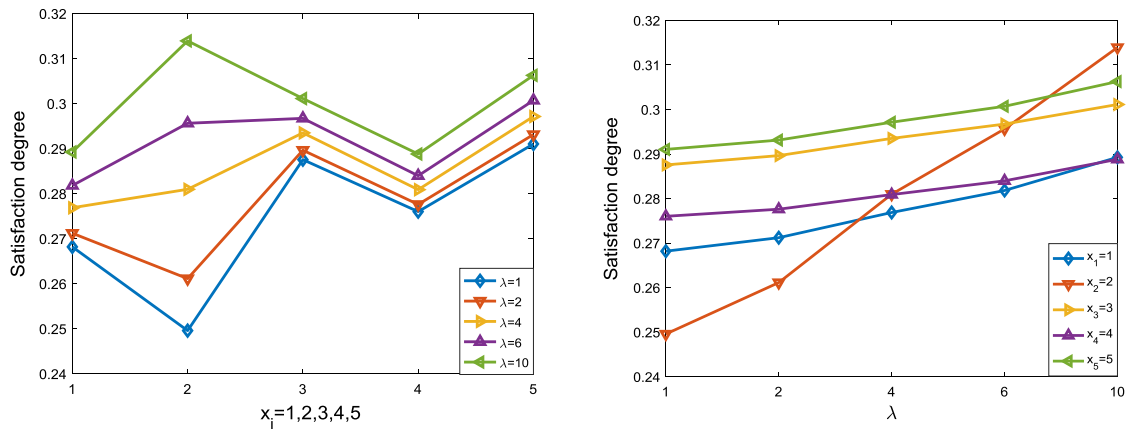 0.32
0.31
0.3
0.29
0.28
0.27
0.26
0.25
0.24
Satisfaction degree
1 2 3 4 5
x_i=1,2,3,4,5
λ=1
λ=2
λ=4
λ=6
λ=10
0.32
0.31
0.3
0.29
0.28
0.27
0.26
0.25
0.24
Satisfaction degree
1 2 4 6 10
λ
x_1=1
x_2=2
x_3=3
x_4=4
x_5=5